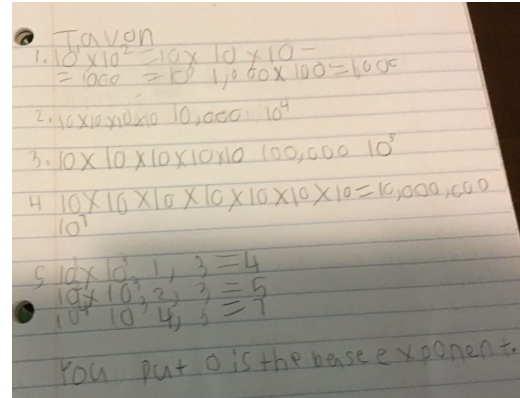 Tavon
1. 10¹ x 10² = 10 x 10 x 10 =
= 1000 = 10³ 1,000 x 100 = 1,000
2. 10x10x10x10 10,000 10⁴
3. 10 x 10 x 10 x 10 x 10 100,000 10⁵
4 10 x 10 x 10 x 10 x 10 x 10 x 10 = 10,000,000
10⁷
5 10¹ x 10³, 1, 3 = 4
10² x 10³, 2, 3, = 5
10⁴ 10³ 4, 3 = 7
You put 0 is the base exponent.